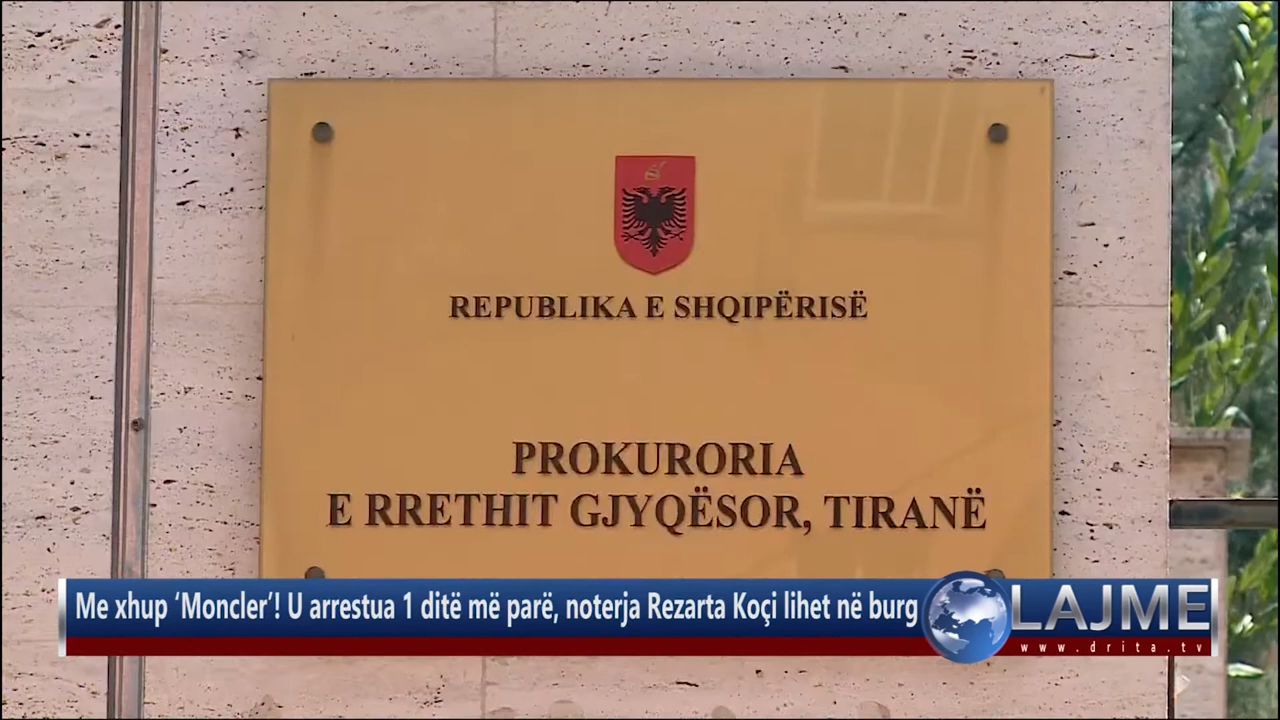 REPUBLIKA E SHQIPËRISË
PROKURORIA
E RRETHIT GJYQËSOR, TIRANË
Me xhup ‘Moncler’! U arrestua 1 ditë më parë, noterja Rezarta Koçi lihet në burg
LAJME
www.drita.tv